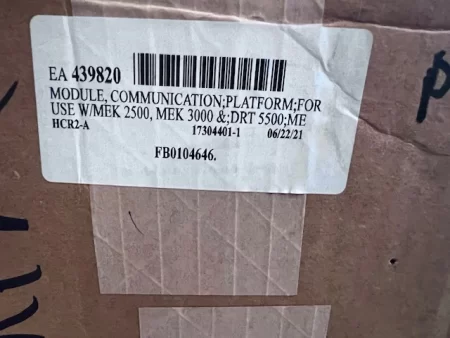 EA 439820
MODULE, COMMUNICATION;PLATFORM;FOR
USE W/MEK 2500, MEK 3000 &;DRT 5500;ME
HCR2-A 17304401-1 06/22/21
FB0104646.